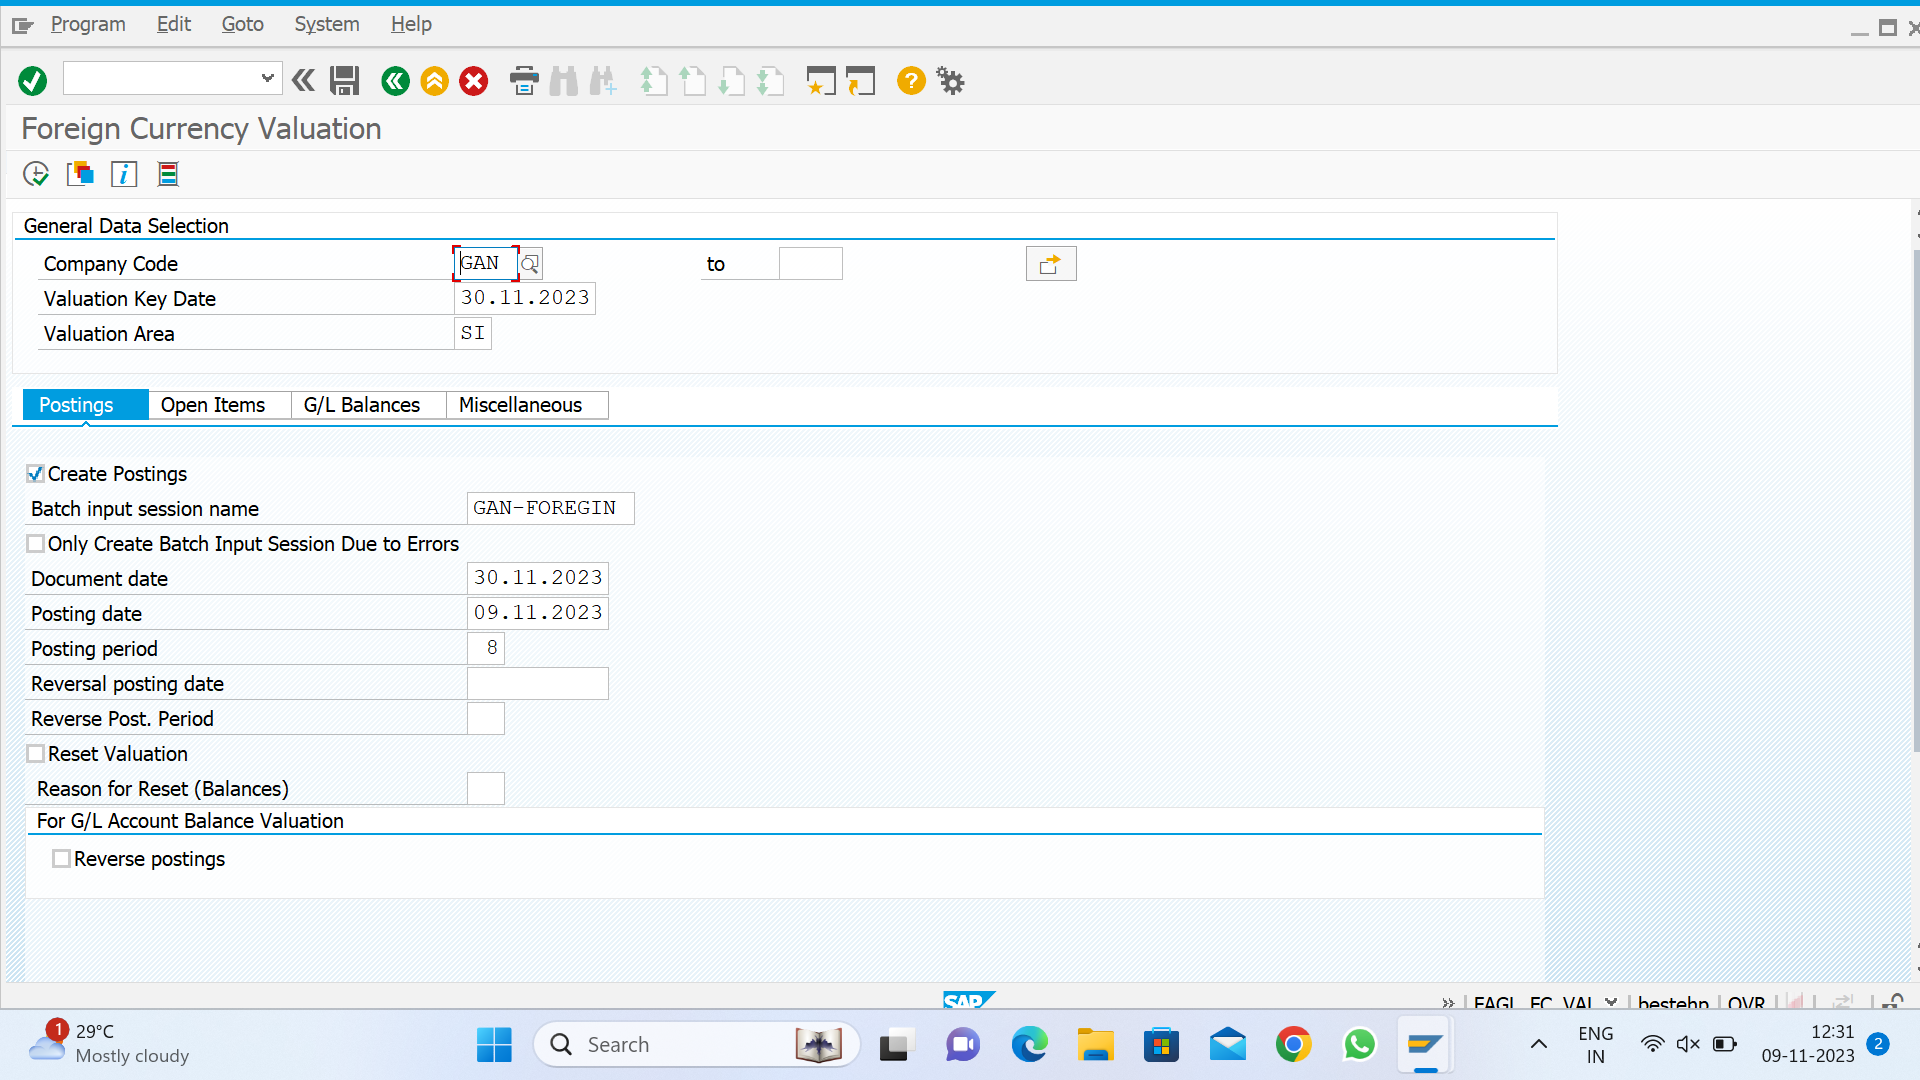 Program Edit Goto System Help
?
Foreign Currency Valuation
i
General Data Selection
Company Code GAN to
Valuation Key Date 30.11.2023
Valuation Area SI
Postings Open Items G/L Balances Miscellaneous
Create Postings
Batch input session name GAN-FOREGIN
Only Create Batch Input Session Due to Errors
Document date 30.11.2023
Posting date 09.11.2023
Posting period 8
Reversal posting date
Reverse Post. Period
Reset Valuation
Reason for Reset (Balances)
For G/L Account Balance Valuation
Reverse postings
SAP FAGL_FC_VAL bestehp OVR
1 29°C
Mostly cloudy
Search
ENG
IN
12:31
09-11-2023
2